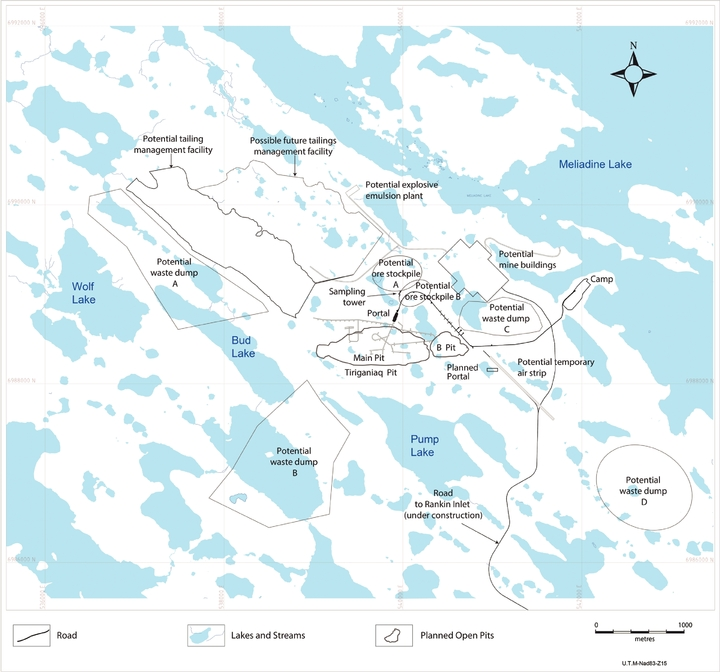 N
Meliadine Lake
Potential tailing
management facility
Possible future tailings
management facility
Potential explosive
emulsion plant
Potential
mine buildings
Potential
ore stockpile
A
Potential
ore stockpile B
Sampling
tower
Portal
Camp
Potential
waste dump
A
Wolf
Lake
Potential
waste dump
C
Bud
Lake
B Pit
Main Pit
Tiriganiaq Pit
Planned
Portal
Potential temporary
air strip
Potential
waste dump
B
Pump
Lake
Potential
waste dump
D
Road
to Rankin Inlet
(under construction)
Road
Lakes and Streams
Planned Open Pits
0 1000
metres
U.T.M-Nad83-Z15